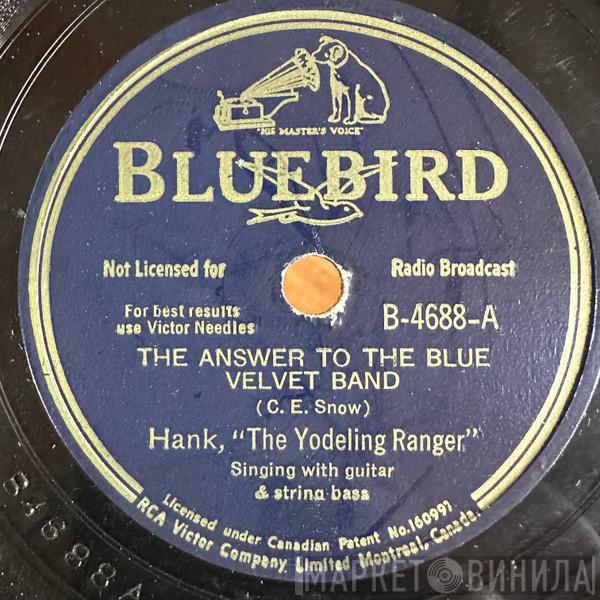 "HIS MASTER'S VOICE"
BLUEBIRD
Not Licensed for Radio Broadcast
For best results
use Victor Needles
B-4688-A
THE ANSWER TO THE BLUE
VELVET BAND
(C. E. Snow)
Hank, "The Yodeling Ranger"
Singing with guitar
& string bass
Licensed under Canadian Patent No. 160991
RCA Victor Company, Limited Montreal, Canada.
B4688A
МАРКЕТ ВИНИЛА